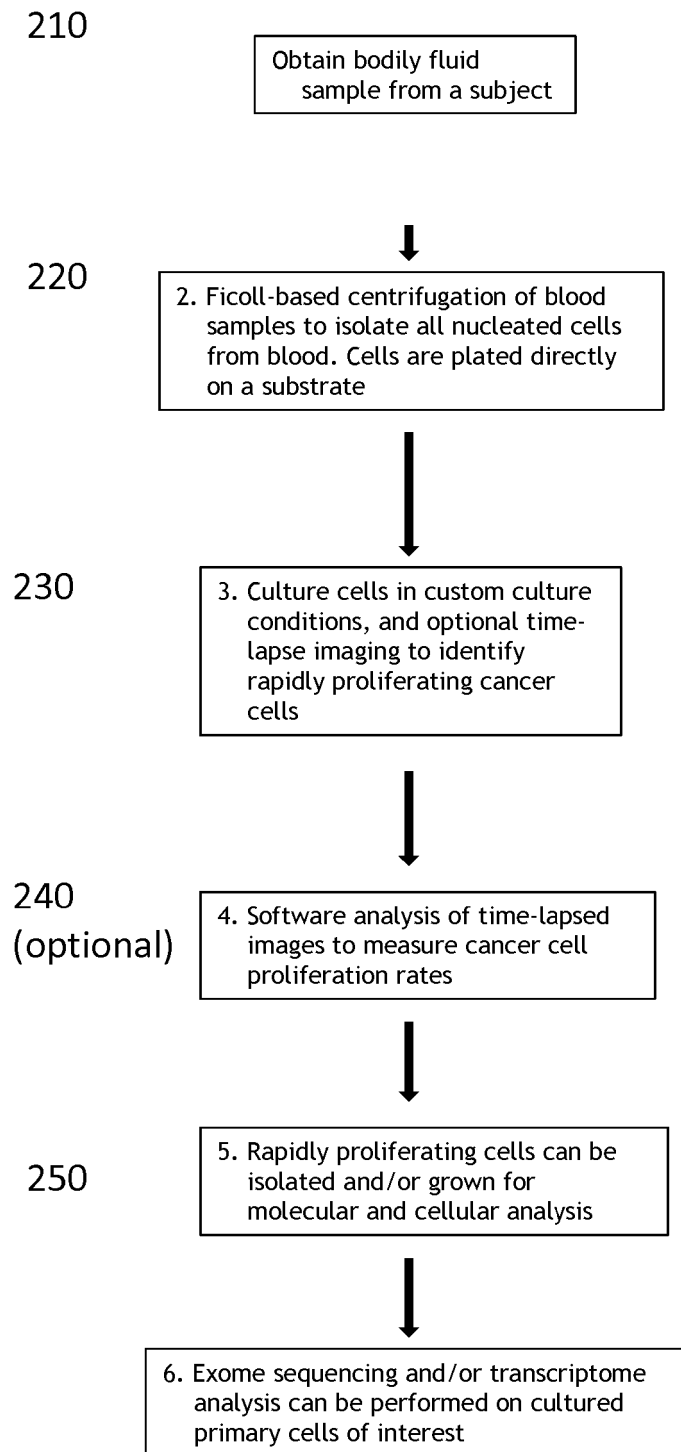 210
Obtain bodily fluid
sample from a subject
220
2. Ficoll-based centrifugation of blood
samples to isolate all nucleated cells
from blood. Cells are plated directly
on a substrate
230
3. Culture cells in custom culture
conditions, and optional time-
lapse imaging to identify
rapidly proliferating cancer
cells
240
(optional)
4. Software analysis of time-lapsed
images to measure cancer cell
proliferation rates
250
5. Rapidly proliferating cells can be
isolated and/or grown for
molecular and cellular analysis
6. Exome sequencing and/or transcriptome
analysis can be performed on cultured
primary cells of interest